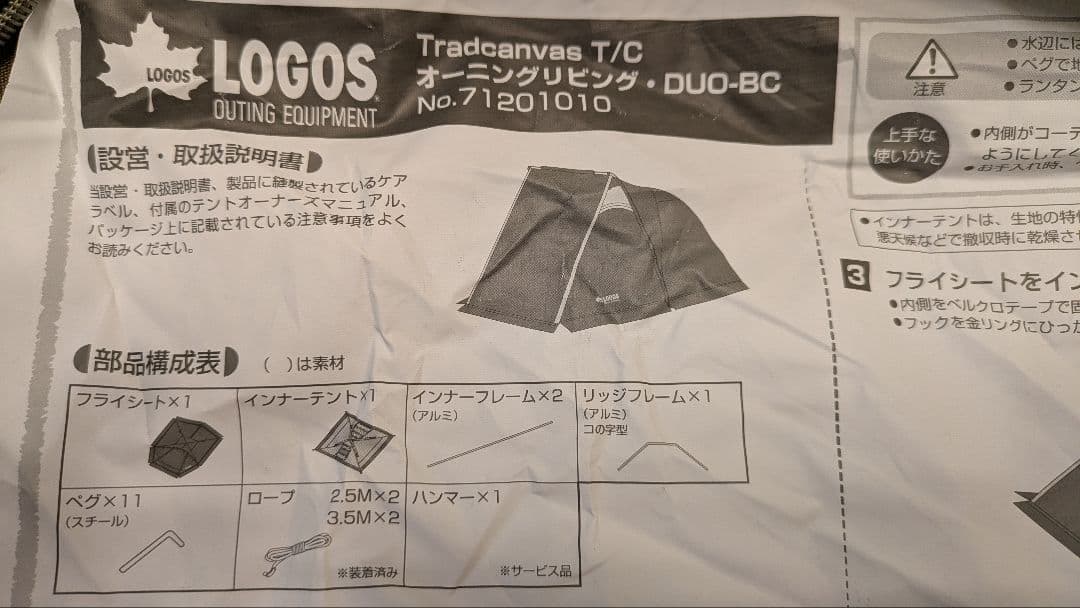 LOGOS
LOGOS
OUTING EQUIPMENT
Tradcanvas T/C
オーニングリビング・DUO-BC
No.71201010
設営・取扱説明書
当設営・取扱説明書、製品に縫製されているケア
ラベル、付属のテントオーナーズマニュアル、
パッケージ上に記載されている注意事項をよく
お読みください。
LOGOS
部品構成表 ( )は素材
フライシート×1
インナーテント×1
インナーフレーム×2
(アルミ)
リッジフレーム×1
(アルミ)
コの字型
ペグ×11
(スチール)
ロープ 2.5M×2
3.5M×2
※装着済み
ハンマー×1
※サービス品
注意
●水辺には
●ペグで地
●ランタン
上手な
使いかた
●内側がコーテ
ようにしてく
●お手入れ時、
●インナーテントは、生地の特性
悪天候などで撤収時に乾燥させ
3 フライシートをイン
●内側をベルクロテープで固
●フックを金リングにひっか